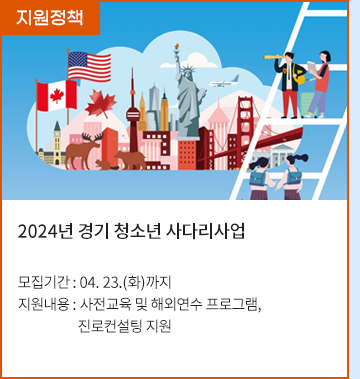 지원정책
2024년 경기 청소년 사다리사업
모집기간 : 04. 23.(화)까지
지원내용 : 사전교육 및 해외연수 프로그램,
진로컨설팅 지원